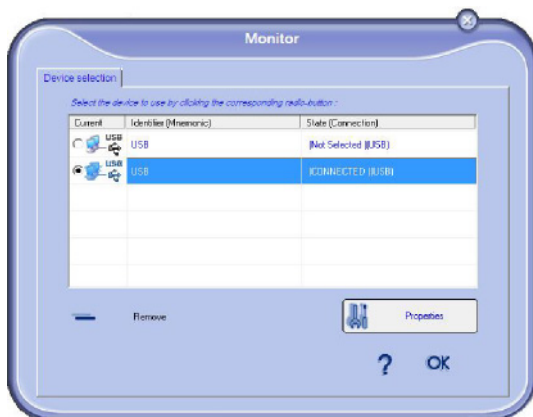 Monitor
Device selection
Select the device to use by clicking the corresponding radio-button :
Current Identifier (Mnemonic) State (Connection)
USB USB (Not Selected )(USB)
USB USB (CONNECTED )(USB)
Remove Properties
? OK